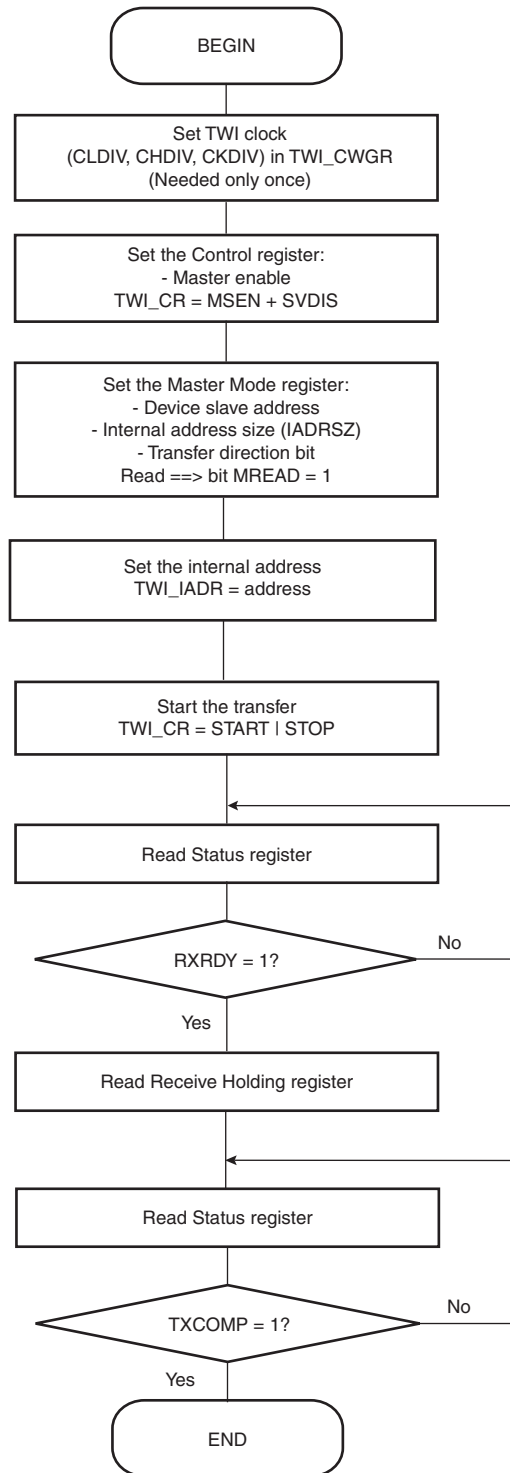 BEGIN
Set TWI clock
(CLDIV, CHDIV, CKDIV) in TWI_CWGR
(Needed only once)
Set the Control register:
- Master enable
TWI_CR = MSEN + SVDIS
Set the Master Mode register:
- Device slave address
- Internal address size (IADRSZ)
- Transfer direction bit
Read ==> bit MREAD = 1
Set the internal address
TWI_IADR = address
Start the transfer
TWI_CR = START | STOP
Read Status register
RXRDY = 1?
No
Yes
Read Receive Holding register
Read Status register
TXCOMP = 1?
No
Yes
END